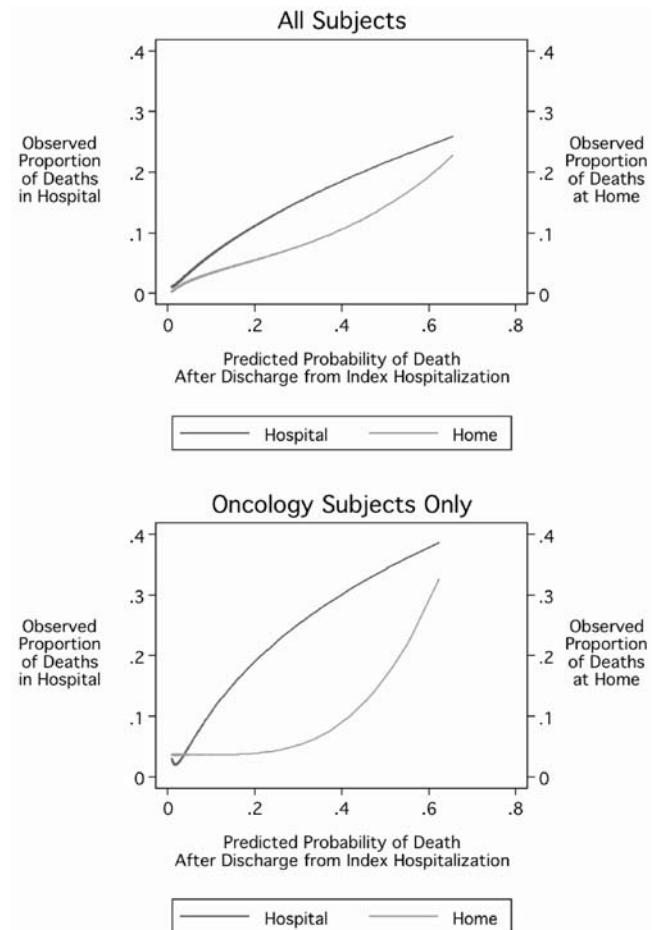 All Subjects
.4
.3
.2
.1
0
Observed
Proportion
of Deaths
in Hospital
.4
.3
.2
.1
0
Observed
Proportion
of Deaths
at Home
0 .2 .4 .6 .8
Predicted Probability of Death
After Discharge from Index Hospitalization
Hospital Home
Oncology Subjects Only
.4
.3
.2
.1
0
Observed
Proportion
of Deaths
in Hospital
.4
.3
.2
.1
0
Observed
Proportion
of Deaths
at Home
0 .2 .4 .6 .8
Predicted Probability of Death
After Discharge from Index Hospitalization
Hospital Home